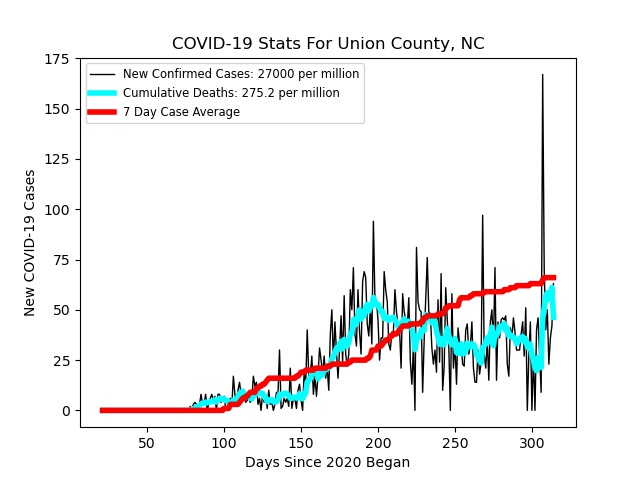 COVID-19 Stats For Union County, NC
New Confirmed Cases: 27000 per million
Cumulative Deaths: 275.2 per million
7 Day Case Average
175
150
125
100
75
50
25
0
New COVID-19 Cases
50 100 150 200 250 300
Days Since 2020 Began